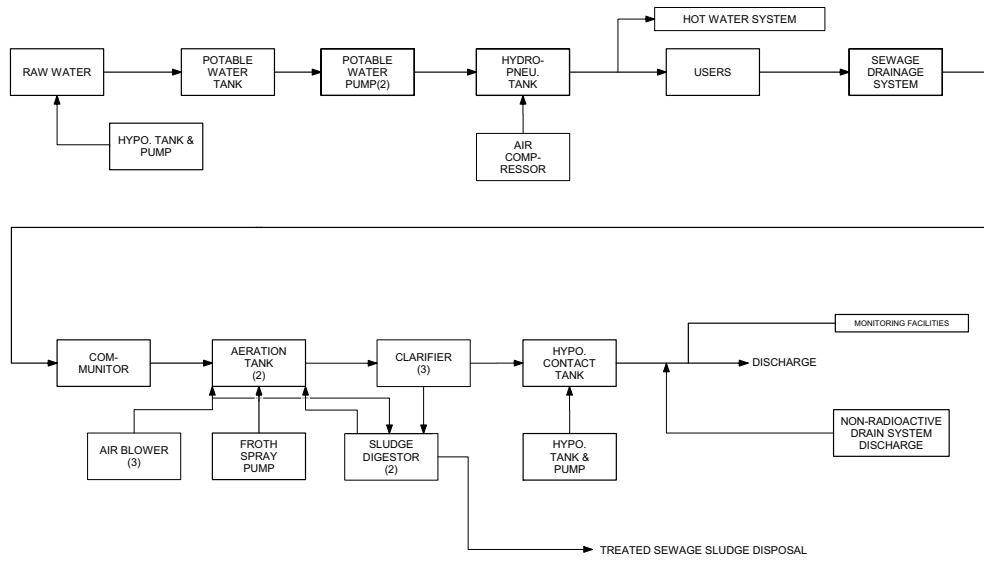 HOT WATER SYSTEM
RAW WATER
POTABLE
WATER
TANK
POTABLE
WATER
PUMP(2)
HYDRO-
PNEU.
TANK
USERS
SEWAGE
DRAINAGE
SYSTEM
HYPO. TANK &
PUMP
AIR
COMP-
RESSOR
MONITORING FACILITIES
COM-
MUNITOR
AERATION
TANK
(2)
CLARIFIER
(3)
HYPO.
CONTACT
TANK
DISCHARGE
AIR BLOWER
(3)
FROTH
SPRAY
PUMP
SLUDGE
DIGESTOR
(2)
HYPO.
TANK &
PUMP
NON-RADIOACTIVE
DRAIN SYSTEM
DISCHARGE
TREATED SEWAGE SLUDGE DISPOSAL